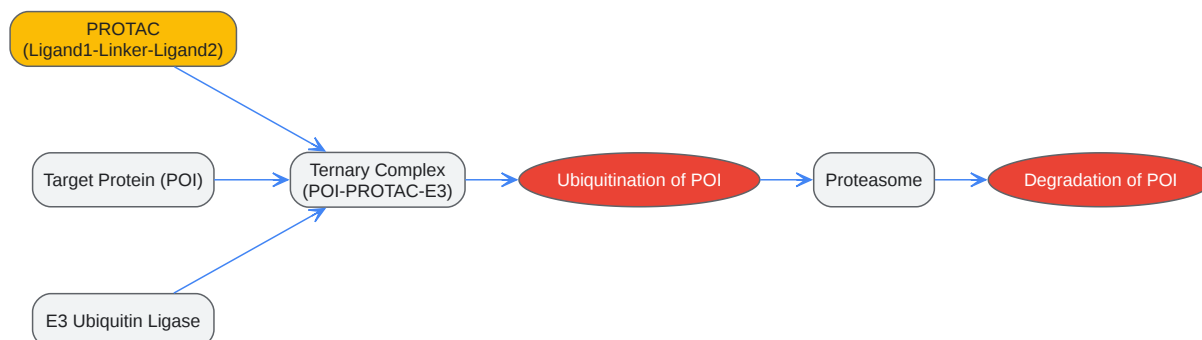 PROTAC
(Ligand1-Linker-Ligand2)
Target Protein (POI)
Ternary Complex
(POI-PROTAC-E3)
Ubiquitination of POI
Proteasome
Degradation of POI
E3 Ubiquitin Ligase